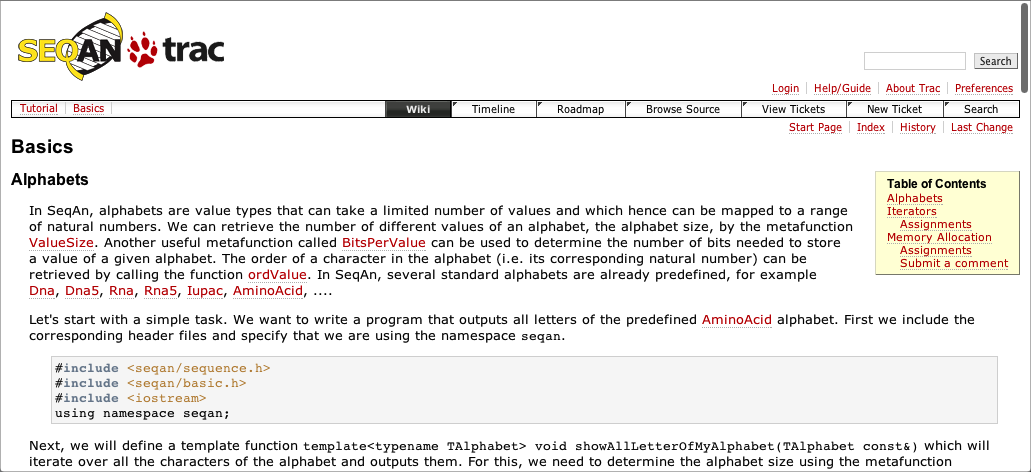 SEQAN trac
Search
Login Help/Guide About Trac Preferences
Tutorial Basics Wiki Timeline Roadmap Browse Source View Tickets New Ticket Search
Start Page Index History Last Change
Basics
Alphabets
Table of Contents
Alphabets
Iterators
Assignments
Memory Allocation
Assignments
Submit a comment
In SeqAn, alphabets are value types that can take a limited number of values and which hence can be mapped to a range
of natural numbers. We can retrieve the number of different values of an alphabet, the alphabet size, by the metafunction
ValueSize. Another useful metafunction called BitsPerValue can be used to determine the number of bits needed to store
a value of a given alphabet. The order of a character in the alphabet (i.e. its corresponding natural number) can be
retrieved by calling the function ordValue. In SeqAn, several standard alphabets are already predefined, for example
Dna, Dna5, Rna, Rna5, Iupac, AminoAcid, ....
Let's start with a simple task. We want to write a program that outputs all letters of the predefined AminoAcid alphabet. First we include the
corresponding header files and specify that we are using the namespace seqan.
#include <seqan/sequence.h>
#include <seqan/basic.h>
#include <iostream>
using namespace seqan;
Next, we will define a template function template<typename TAlphabet> void showAllLetterOfMyAlphabet(TAlphabet const&) which will
iterate over all the characters of the alphabet and outputs them. For this, we need to determine the alphabet size using the metafunction